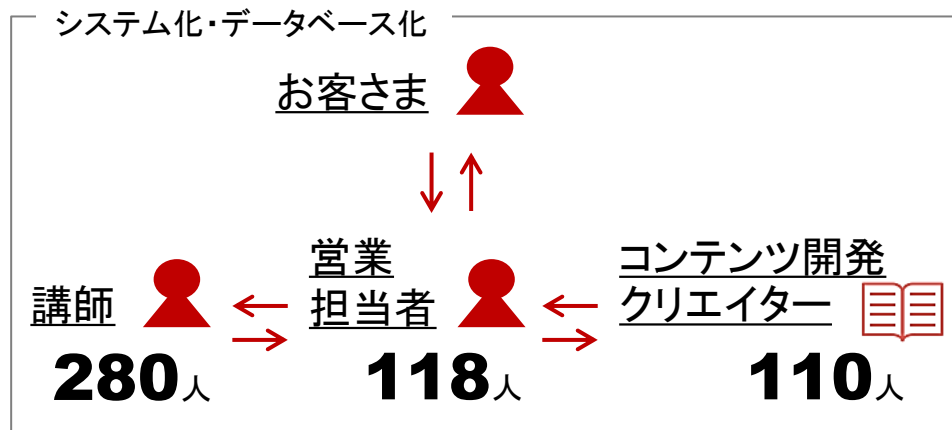 システム化・データベース化
お客さま
講師
280人
営業
担当者
118人
コンテンツ開発
クリエイター
110人